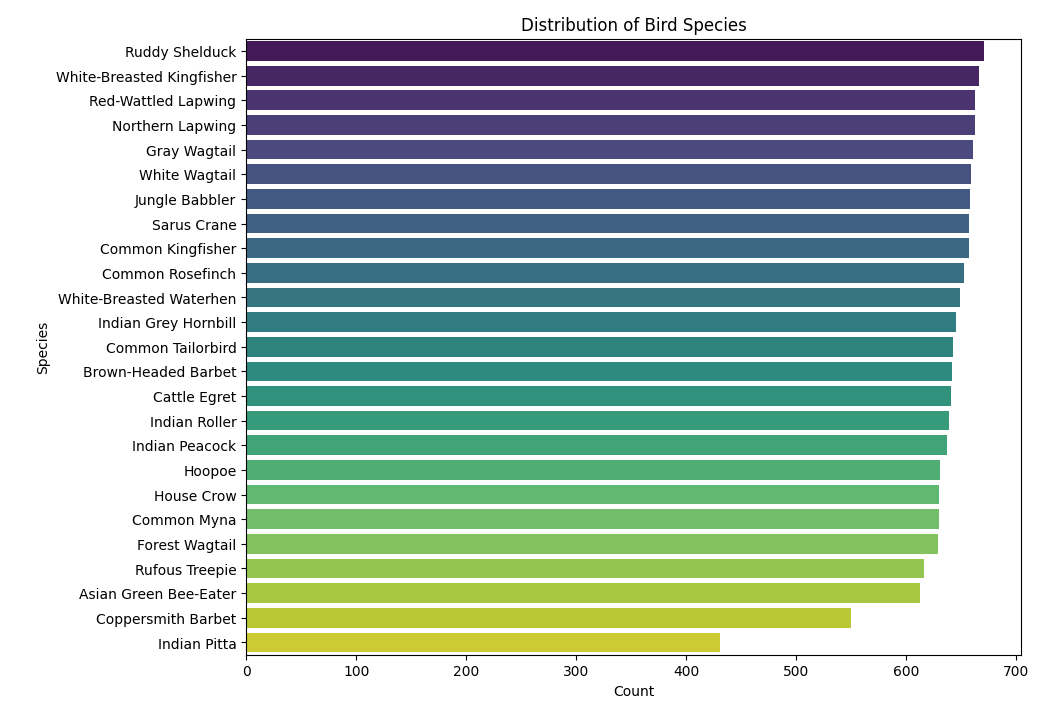 Distribution of Bird Species
Ruddy Shelduck
White-Breasted Kingfisher
Red-Wattled Lapwing
Northern Lapwing
Gray Wagtail
White Wagtail
Jungle Babbler
Sarus Crane
Common Kingfisher
Common Rosefinch
White-Breasted Waterhen
Indian Grey Hornbill
Common Tailorbird
Brown-Headed Barbet
Cattle Egret
Indian Roller
Indian Peacock
Hoopoe
House Crow
Common Myna
Forest Wagtail
Rufous Treepie
Asian Green Bee-Eater
Coppersmith Barbet
Indian Pitta
Species
0 100 200 300 400 500 600 700
Count